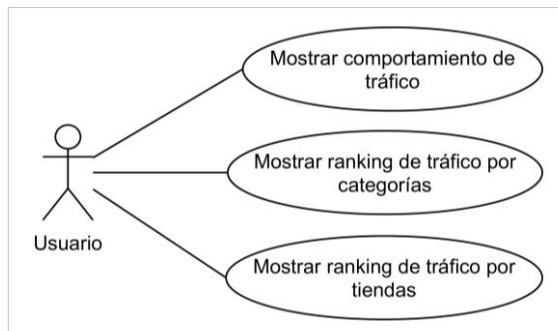 Mostrar comportamiento de
tráfico
Mostrar ranking de tráfico por
categorías
Usuario
Mostrar ranking de tráfico por
tiendas